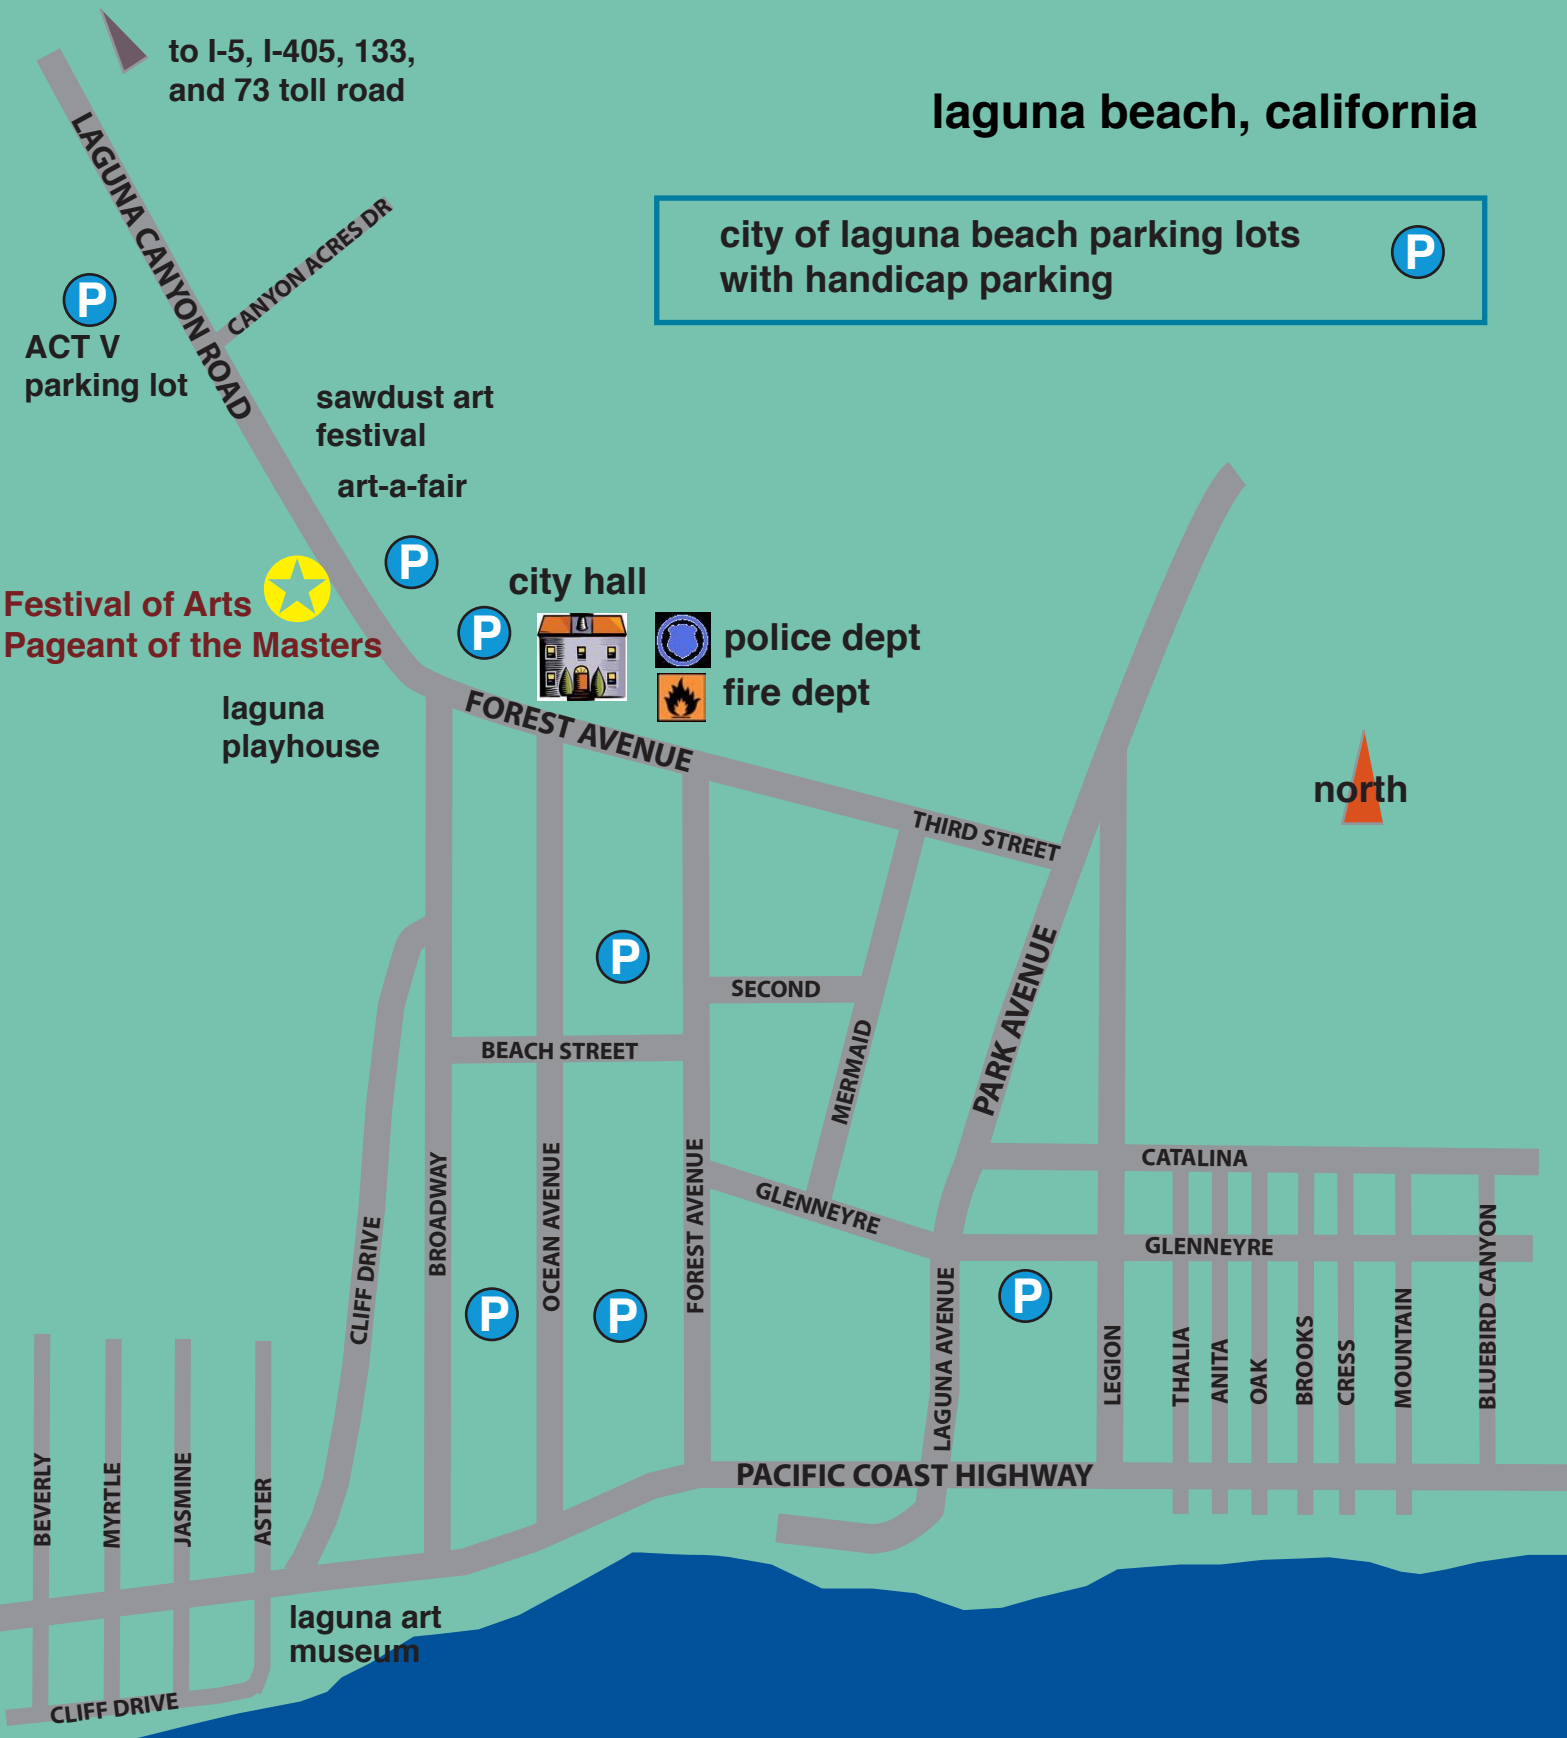 to I-5, I-405, 133,
and 73 toll road
laguna beach, california
LAGUNA CANYON ROAD
CANYON ACRES DR
city of laguna beach parking lots
with handicap parking
P
P
ACT V
parking lot
sawdust art
festival
art-a-fair
P
city hall
P
Festival of Arts
Pageant of the Masters
police dept
fire dept
laguna
playhouse
FOREST AVENUE
north
THIRD STREET
P
SECOND
BEACH STREET
MERMAID
PARK AVENUE
CATALINA
GLENNEYRE
GLENNEYRE
CLIFF DRIVE
BROADWAY
OCEAN AVENUE
FOREST AVENUE
P
P
P
LAGUNA AVENUE
LEGION
THALIA
ANITA
OAK
BROOKS
CRESS
MOUNTAIN
BLUEBIRD CANYON
PACIFIC COAST HIGHWAY
BEVERLY
MYRTLE
JASMINE
ASTER
laguna art
museum
CLIFF DRIVE